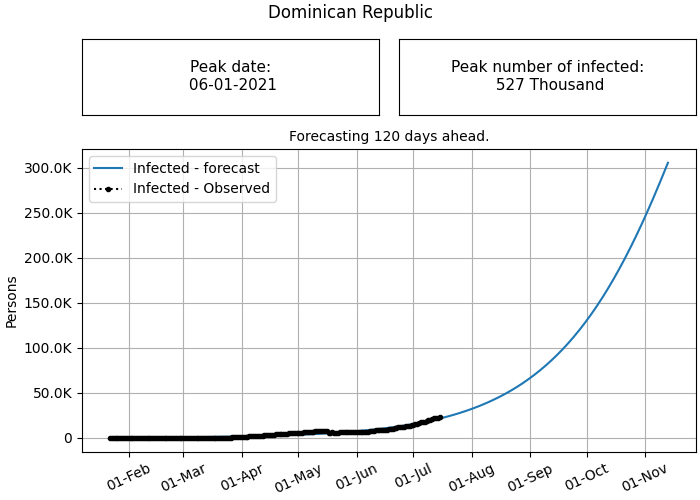 Dominican Republic
Peak date:
06-01-2021
Peak number of infected:
527 Thousand
Forecasting 120 days ahead.
Infected - forecast
Infected - Observed
Persons
300.0K
250.0K
200.0K
150.0K
100.0K
50.0K
0
01-Feb
01-Mar
01-Apr
01-May
01-Jun
01-Jul
01-Aug
01-Sep
01-Oct
01-Nov